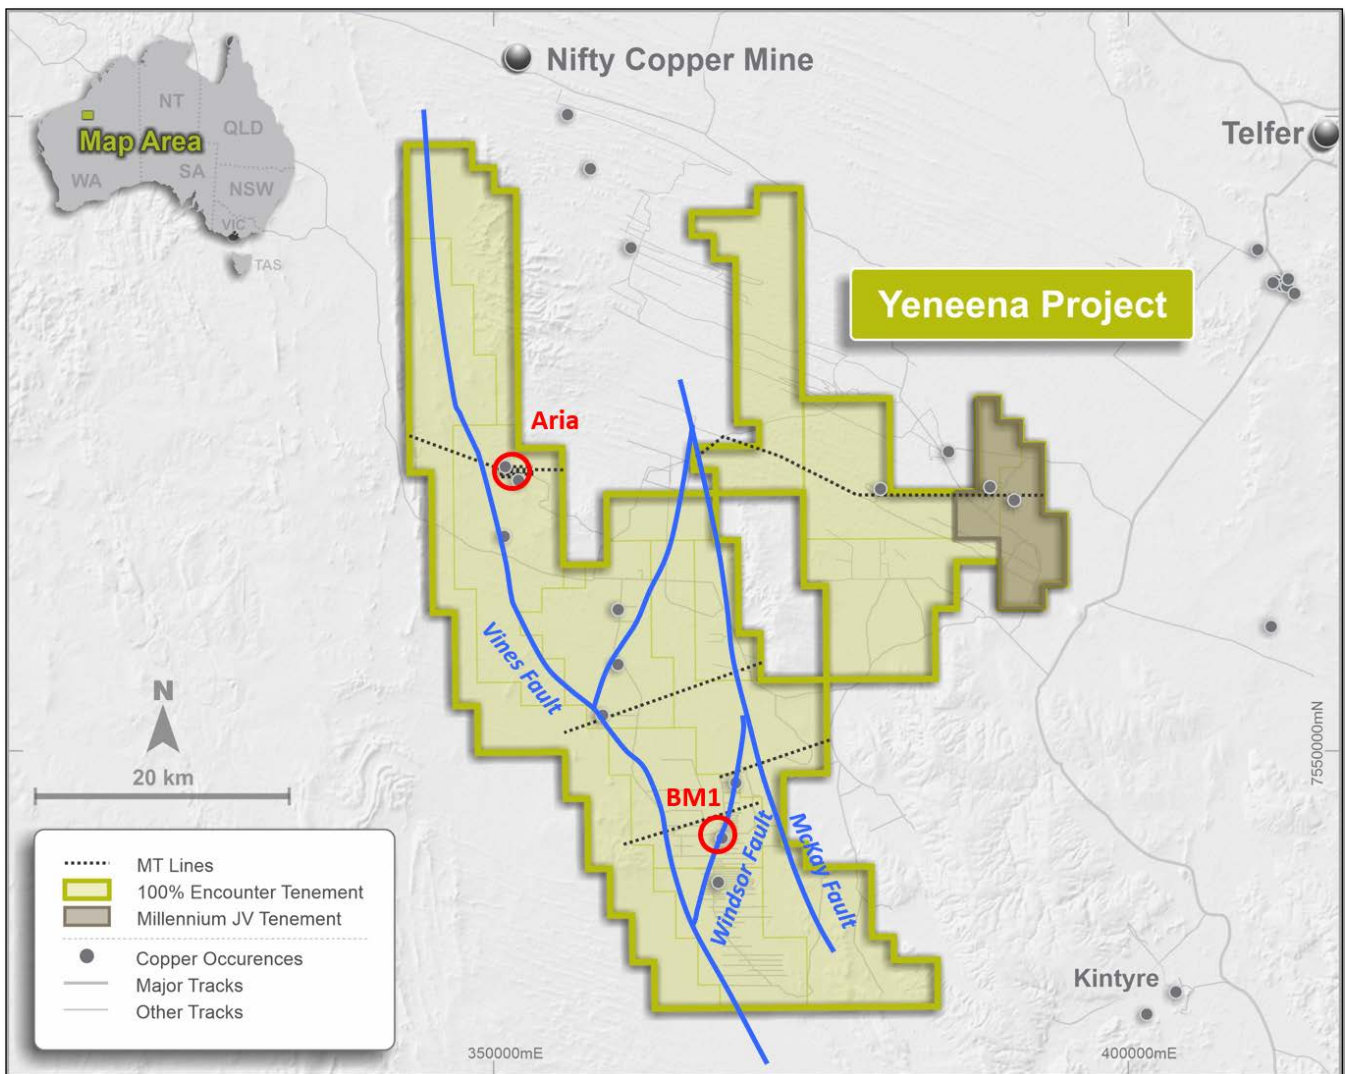 Nifty Copper Mine
NT
QLD
Map Area
WA
SA
NSW
VIC
TAS
Telfer
Yeneena Project
Aria
Vines Fault
N
20 km
BM1
Windsor Fault
McKay Fault
7550000mN
MT Lines
100% Encounter Tenement
Millennium JV Tenement
Copper Occurences
Major Tracks
Other Tracks
Kintyre
350000mE
400000mE